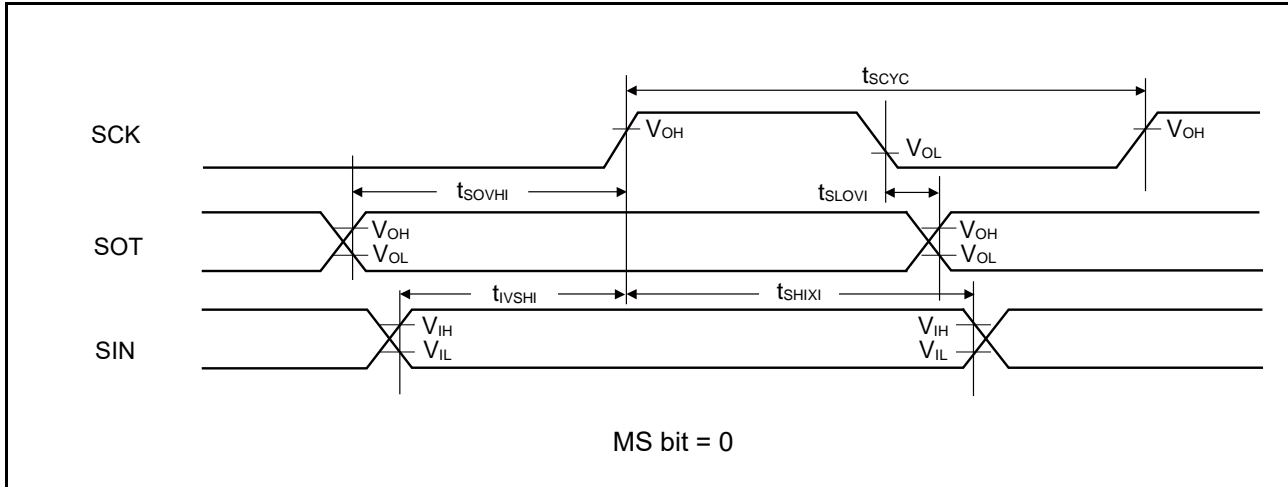 tSCYC
SCK
VOH
VOL
VOH
tSOVHI
tSLOVI
SOT
VOH
VOL
VOH
VOL
tIVSHI
tSHIXI
SIN
VIH
VIL
VIH
VIL
MS bit = 0